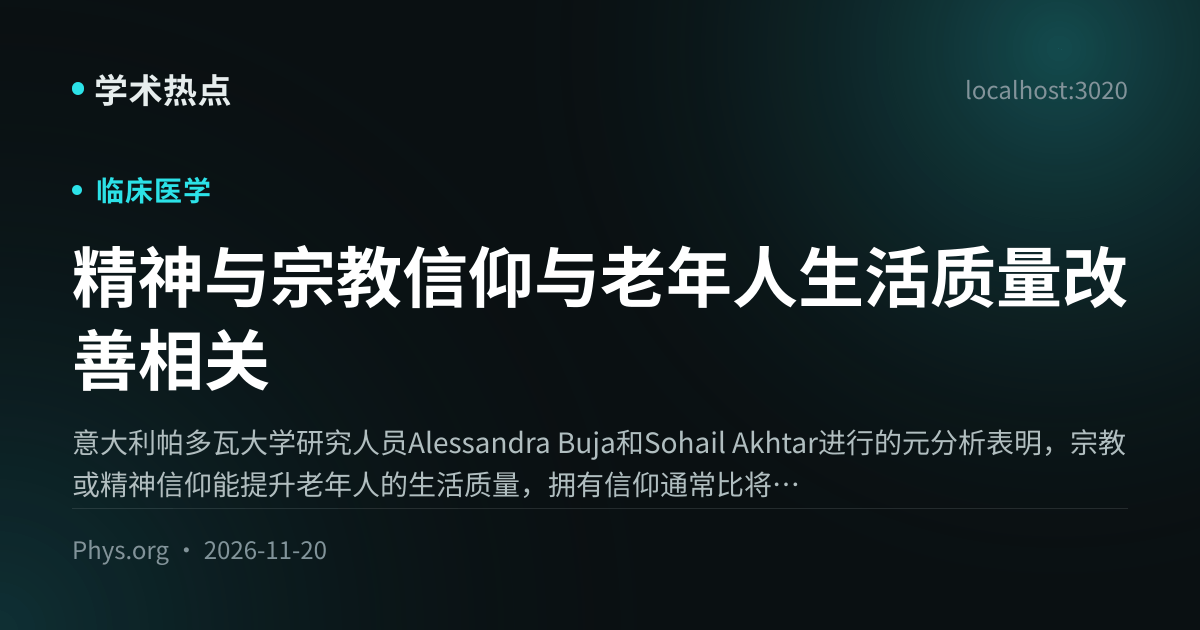 学术热点
localhost:3020
临床医学
精神与宗教信仰与老年人生活质量改
善相关
意大利帕多瓦大学研究人员Alessandra Buja和Sohail Akhtar进行的元分析表明，宗教
或精神信仰能提升老年人的生活质量，拥有信仰通常比将…
Phys.org • 2026-11-20